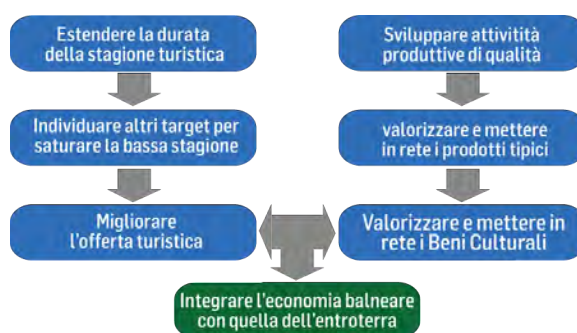 Estendere la durata
della stagione turistica
Individuare altri target per
saturare la bassa stagione
Migliorare
l'offerta turistica
Sviluppare attività
produttive di qualità
valorizzare e mettere
in rete i prodotti tipici
Valorizzare e mettere in
rete i Beni Culturali
Integrare l'economia balneare
con quella dell'entroterra